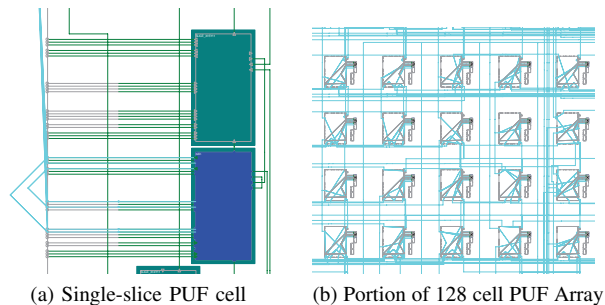 (a) Single-slice PUF cell
(b) Portion of 128 cell PUF Array